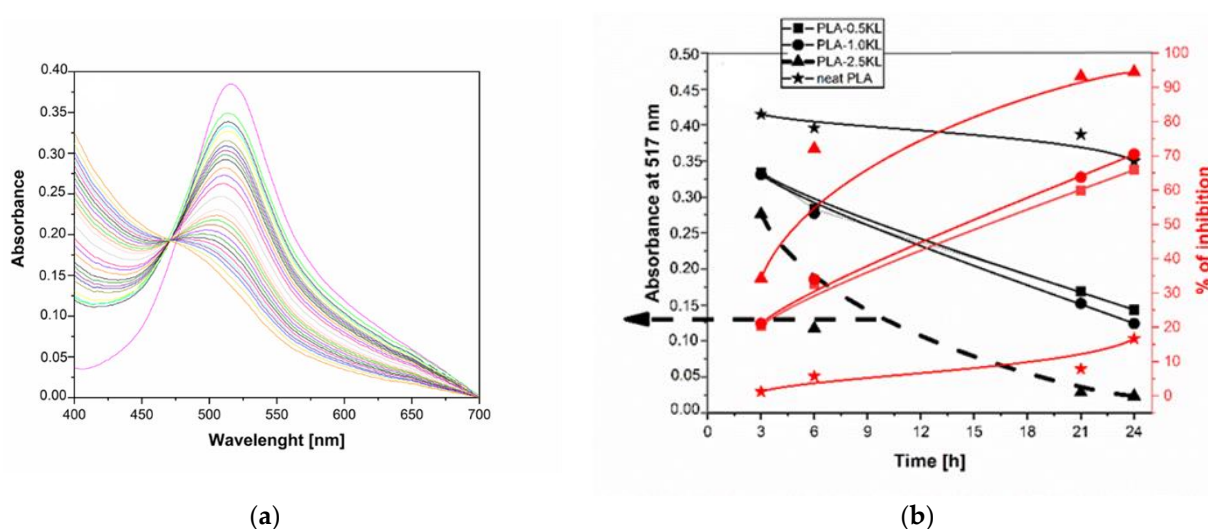 0.40
0.35
0.30
0.25
0.20
0.15
0.10
0.05
0.00
Absorbance
400 450 500 550 600 650 700
Wavelenght [nm]
(a)
PLA-0.5KL
PLA-1.0KL
PLA-2.5KL
neat PLA
0.50
0.45
0.40
0.35
0.30
0.25
0.20
0.15
0.10
0.05
0.00
Absorbance at 517 nm
100
90
80
70
60
50
40
30
20
10
0
% of inhibition
0 3 6 9 12 15 18 21 24
Time [h]
(b)